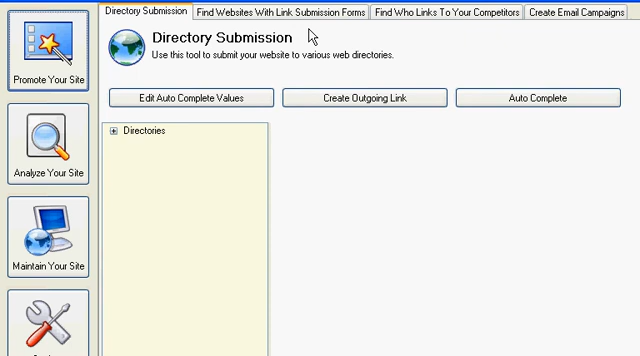 Directory Submission
Find Websites With Link Submission Forms
Find Who Links To Your Competitors
Create Email Campaigns
Promote Your Site
Directory Submission
Use this tool to submit your website to various web directories.
Edit Auto Complete Values
Create Outgoing Link
Auto Complete
Directories
Analyze Your Site
Maintain Your Site